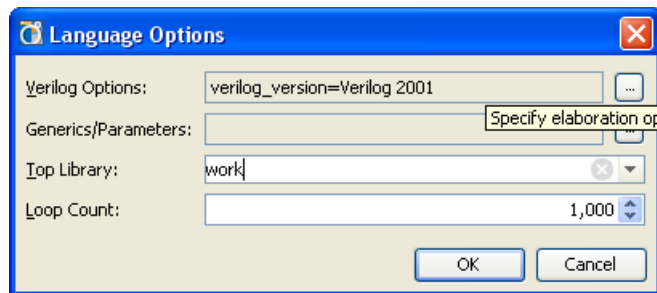 Language Options
Verilog Options: verilog_version=Verilog 2001 ...
Specify elaboration op
Generics/Parameters: ...
Top Library: work
Loop Count: 1,000
OK Cancel